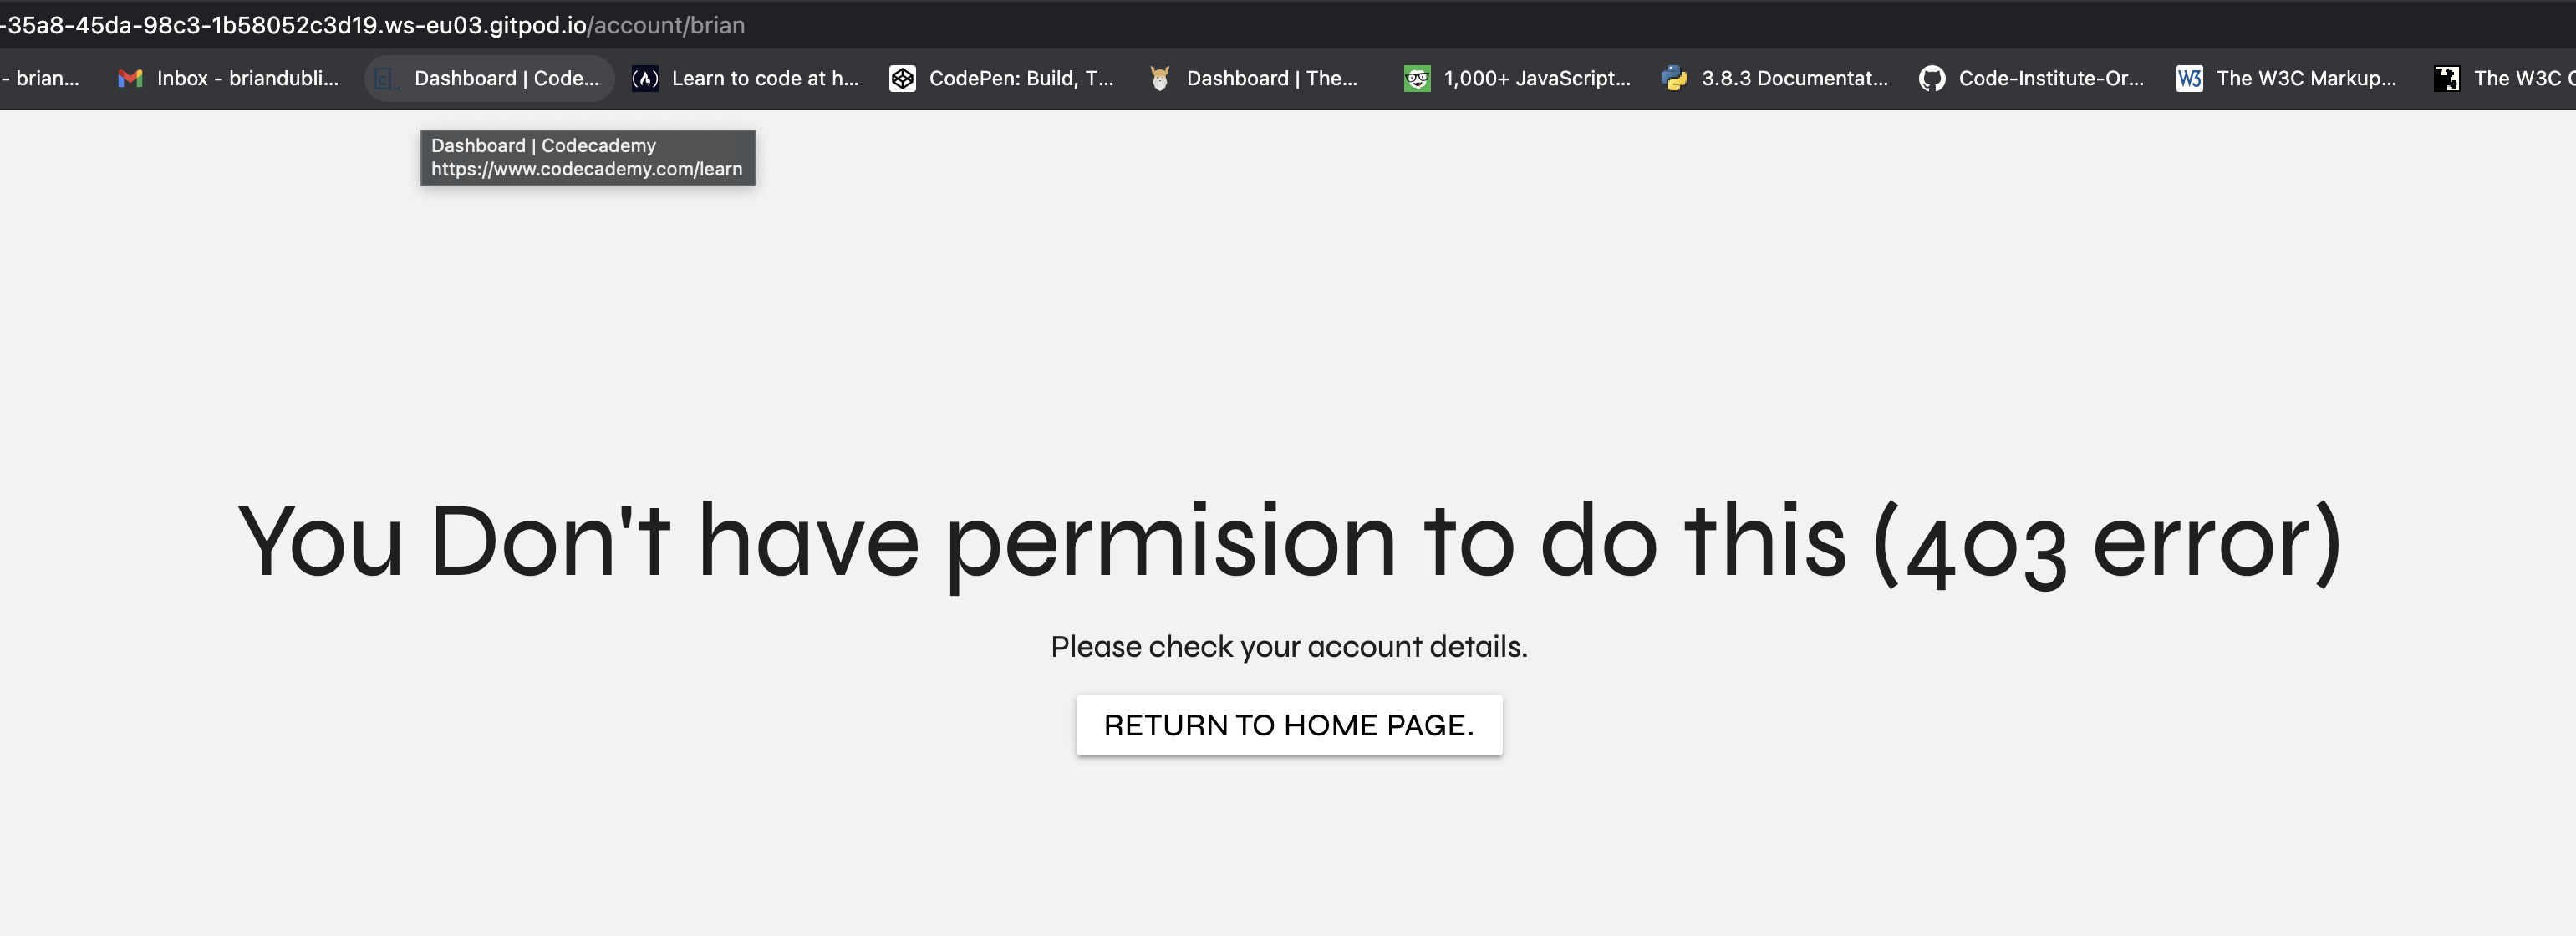 -35a8-45da-98c3-1b58052c3d19.ws-eu03.gitpod.io/account/brian
- brian... Inbox - briandubli... Dashboard | Code... Learn to code at h... CodePen: Build, T... Dashboard | The... 1,000+ JavaScript... 3.8.3 Documentat... Code-Institute-Or... W3 The W3C Markup... The W3C C
Dashboard | Codecademy
https://www.codecademy.com/learn
You Don't have permision to do this (403 error)
Please check your account details.
RETURN TO HOME PAGE.